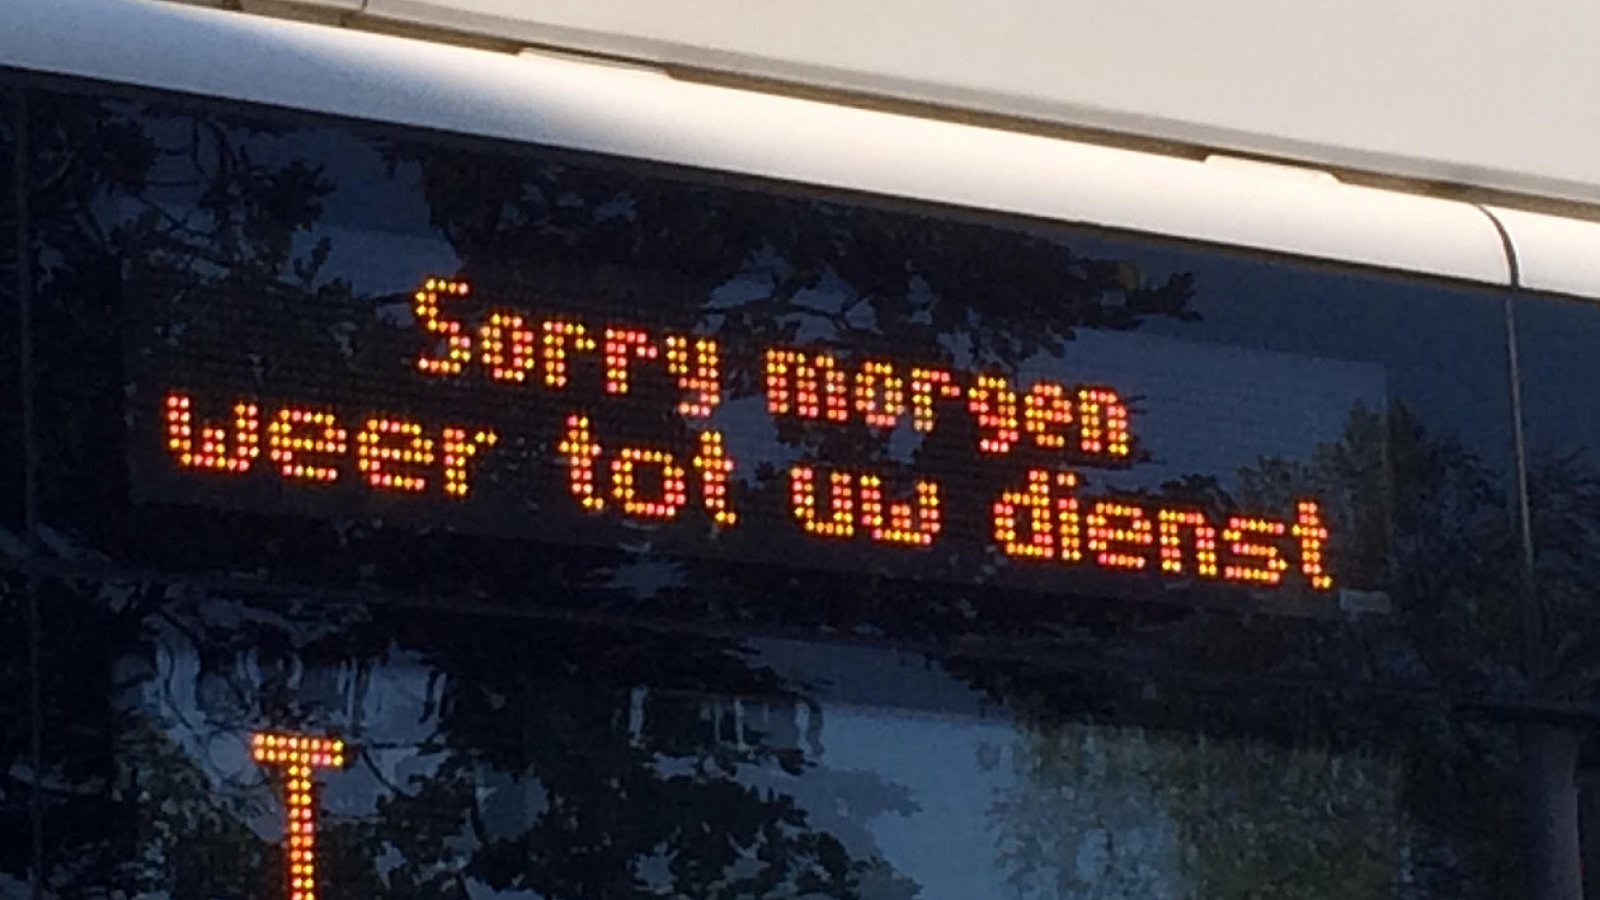 Sorry morgen
weer tot uw dienst
T